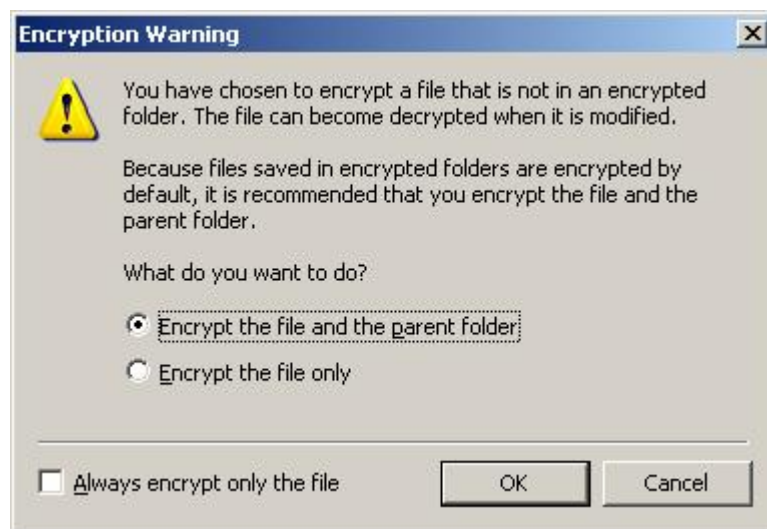 Encryption Warning
You have chosen to encrypt a file that is not in an encrypted
folder. The file can become decrypted when it is modified.
Because files saved in encrypted folders are encrypted by
default, it is recommended that you encrypt the file and the
parent folder.
What do you want to do?
Encrypt the file and the parent folder
Encrypt the file only
Always encrypt only the file
OK
Cancel